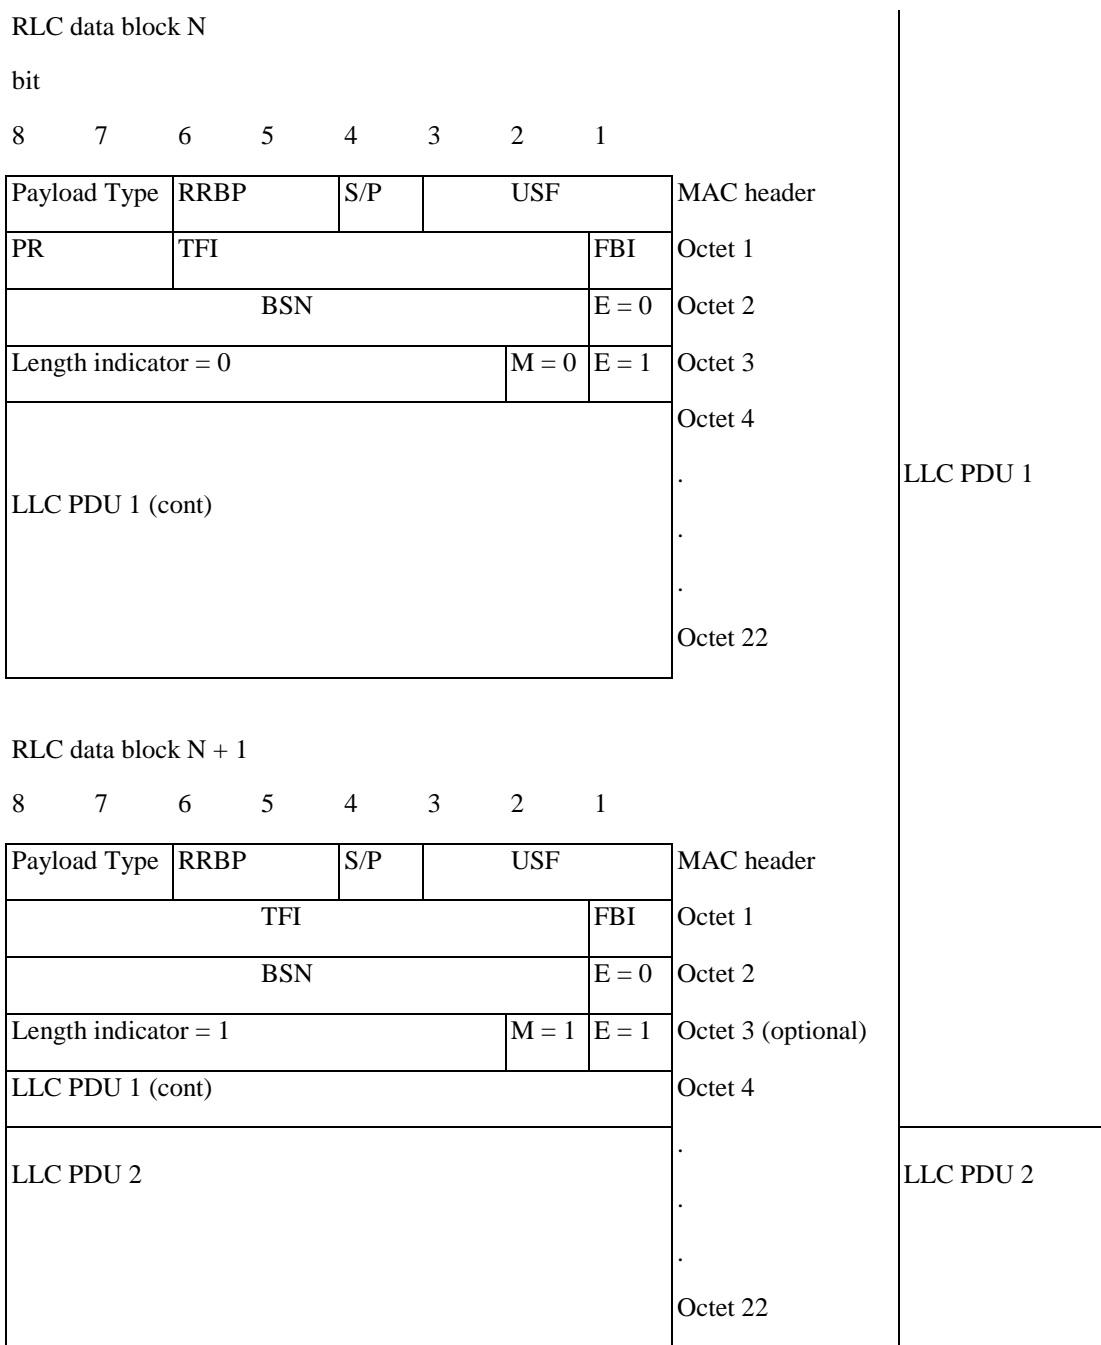 RLC data block N
bit
8 7 6 5 4 3 2 1
Payload Type RRBP S/P USF MAC header
PR TFI FBI Octet 1
BSN E = 0 Octet 2
Length indicator = 0 M = 0 E = 1 Octet 3
Octet 4
. LLC PDU 1
LLC PDU 1 (cont)
.
.
Octet 22
RLC data block N + 1
8 7 6 5 4 3 2 1
Payload Type RRBP S/P USF MAC header
TFI FBI Octet 1
BSN E = 0 Octet 2
Length indicator = 1 M = 1 E = 1 Octet 3 (optional)
LLC PDU 1 (cont) Octet 4
.
LLC PDU 2 LLC PDU 2
.
.
Octet 22